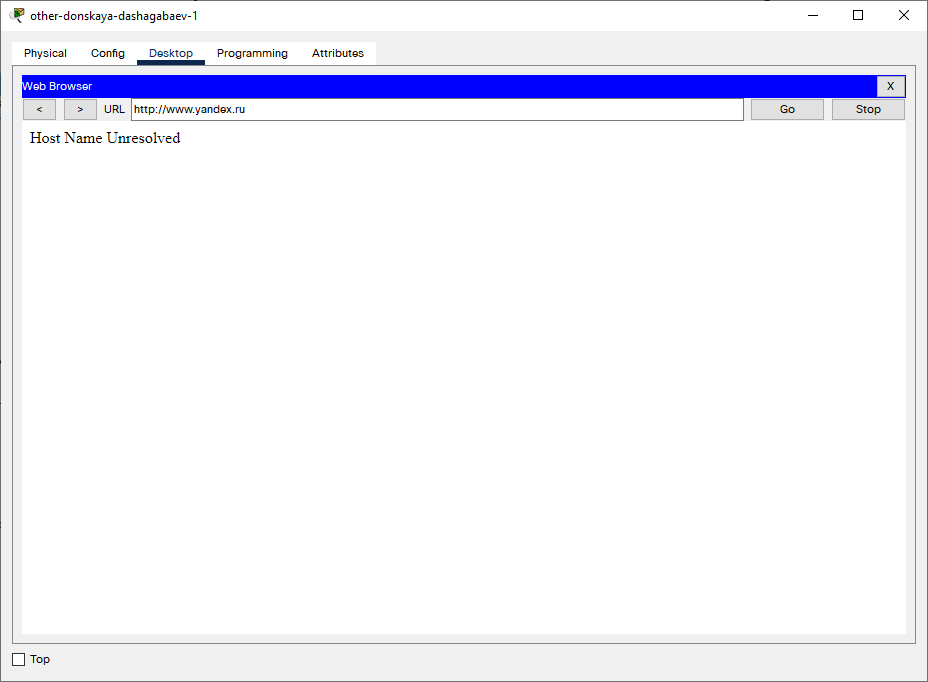 other-donskaya-dashagabaev-1
Physical Config Desktop Programming Attributes
Web Browser X
< > URL http://www.yandex.ru Go Stop
Host Name Unresolved
Top